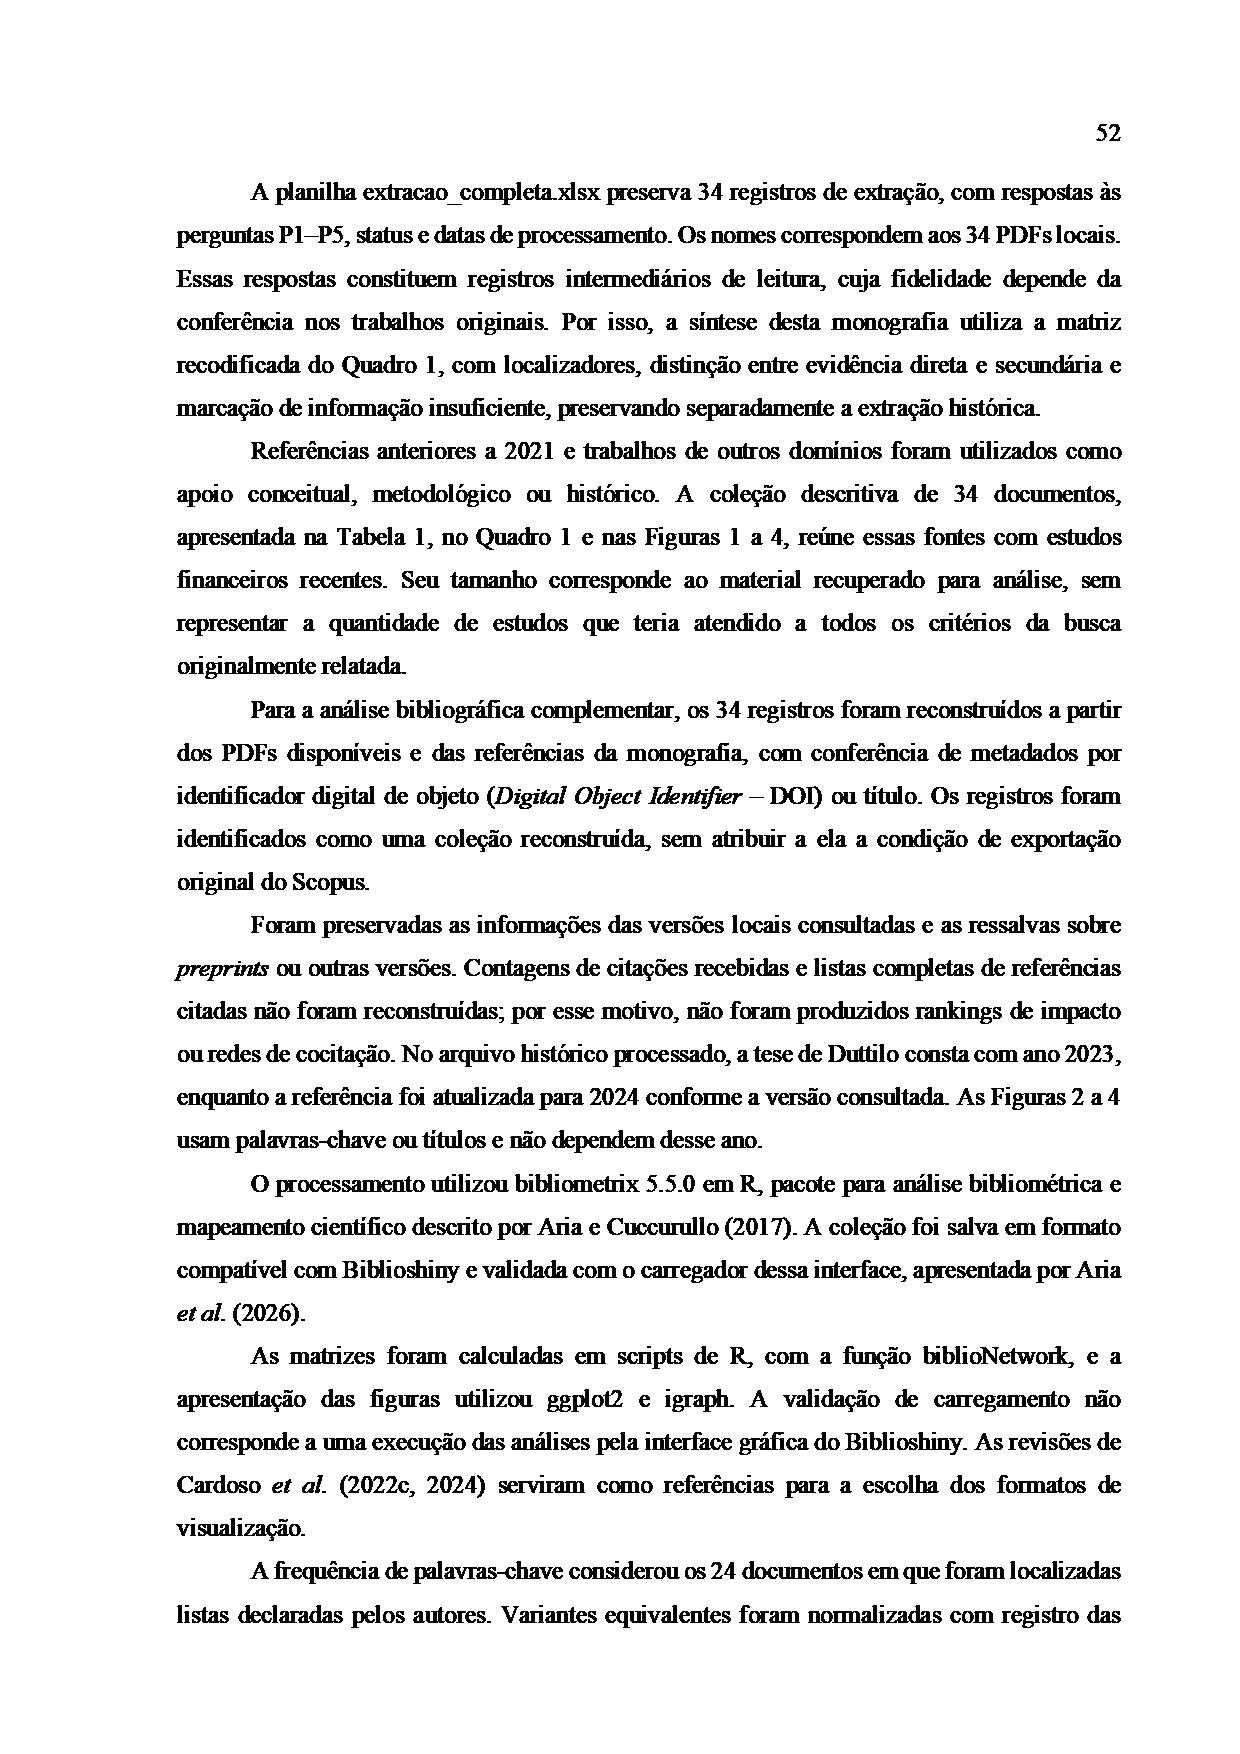 52
A planilha extracao_completa.xlsx preserva 34 registros de extração, com respostas às
perguntas P1–P5, status e datas de processamento. Os nomes correspondem aos 34 PDFs locais.
Essas respostas constituem registros intermediários de leitura, cuja fidelidade depende da
conferência nos trabalhos originais. Por isso, a síntese desta monografia utiliza a matriz
recodificada do Quadro 1, com localizadores, distinção entre evidência direta e secundária e
marcação de informação insuficiente, preservando separadamente a extração histórica.
Referências anteriores a 2021 e trabalhos de outros domínios foram utilizados como
apoio conceitual, metodológico ou histórico. A coleção descritiva de 34 documentos,
apresentada na Tabela 1, no Quadro 1 e nas Figuras 1 a 4, reúne essas fontes com estudos
financeiros recentes. Seu tamanho corresponde ao material recuperado para análise, sem
representar a quantidade de estudos que teria atendido a todos os critérios da busca
originalmente relatada.
Para a análise bibliográfica complementar, os 34 registros foram reconstruídos a partir
dos PDFs disponíveis e das referências da monografia, com conferência de metadados por
identificador digital de objeto (Digital Object Identifier – DOI) ou título. Os registros foram
identificados como uma coleção reconstruída, sem atribuir a ela a condição de exportação
original do Scopus.
Foram preservadas as informações das versões locais consultadas e as ressalvas sobre
preprints ou outras versões. Contagens de citações recebidas e listas completas de referências
citadas não foram reconstruídas; por esse motivo, não foram produzidos rankings de impacto
ou redes de cocitação. No arquivo histórico processado, a tese de Duttilo consta com ano 2023,
enquanto a referência foi atualizada para 2024 conforme a versão consultada. As Figuras 2 a 4
usam palavras-chave ou títulos e não dependem desse ano.
O processamento utilizou bibliometrix 5.5.0 em R, pacote para análise bibliométrica e
mapeamento científico descrito por Aria e Cuccurullo (2017). A coleção foi salva em formato
compatível com Biblioshiny e validada com o carregador dessa interface, apresentada por Aria
et al. (2026).
As matrizes foram calculadas em scripts de R, com a função biblioNetwork, e a
apresentação das figuras utilizou ggplot2 e igraph. A validação de carregamento não
corresponde a uma execução das análises pela interface gráfica do Biblioshiny. As revisões de
Cardoso et al. (2022c, 2024) serviram como referências para a escolha dos formatos de
visualização.
A frequência de palavras-chave considerou os 24 documentos em que foram localizadas
listas declaradas pelos autores. Variantes equivalentes foram normalizadas com registro das